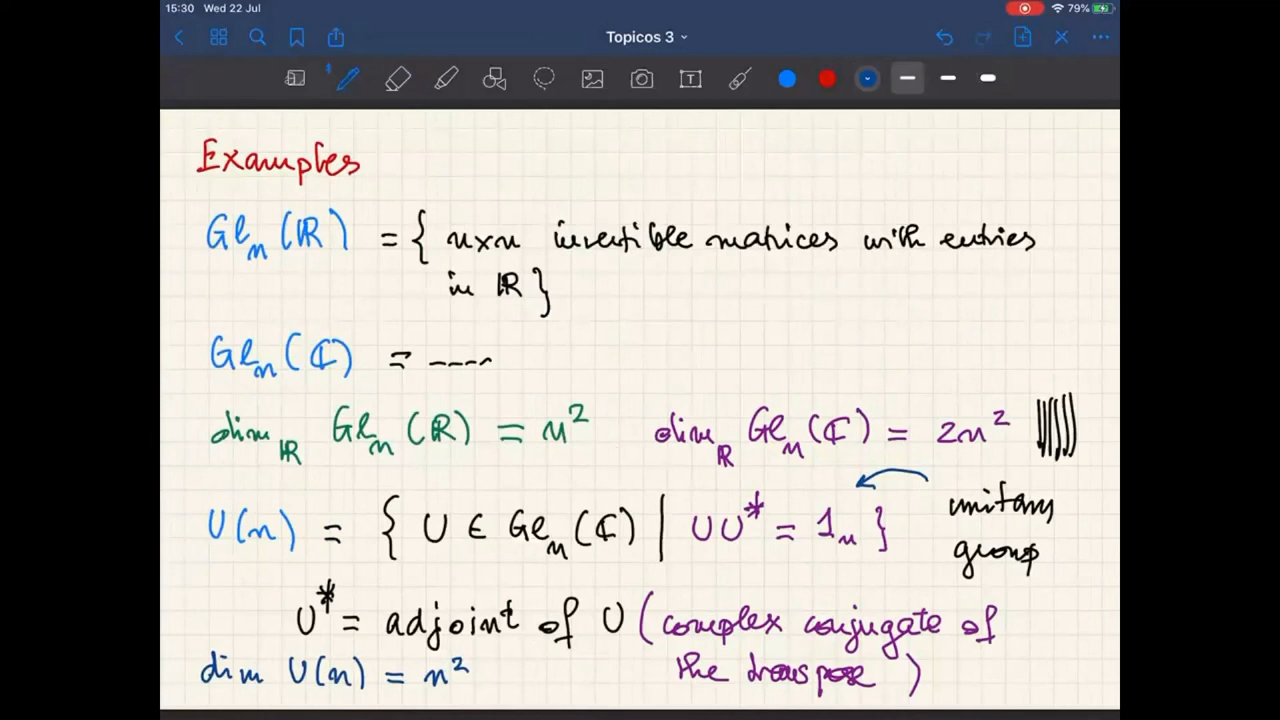 15:30 Wed 22 Jul
79%
Topicos 3
Examples
Gl_n(ℝ) = { n×n invertible matrices with entries
in ℝ }
Gl_n(ℂ) = ----
dim_ℝ Gl_n(ℝ) = n² dim_ℝ Gl_n(ℂ) = 2n²
U(n) = { U ∈ Gl_n(ℂ) | UU* = 1_n } unitary
group
U* = adjoint of U (complex conjugate of
the transpose)
dim U(n) = n²